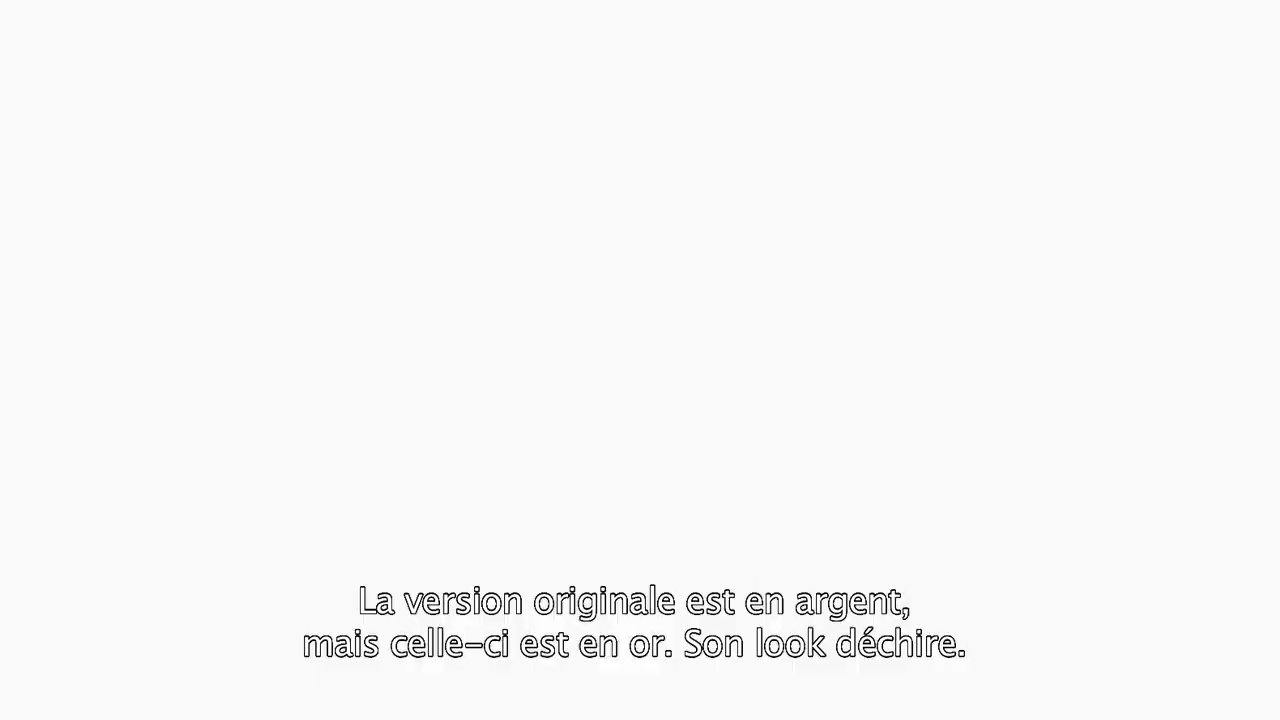 La version originale est en argent,
mais celle-ci est en or. Son look déchire.